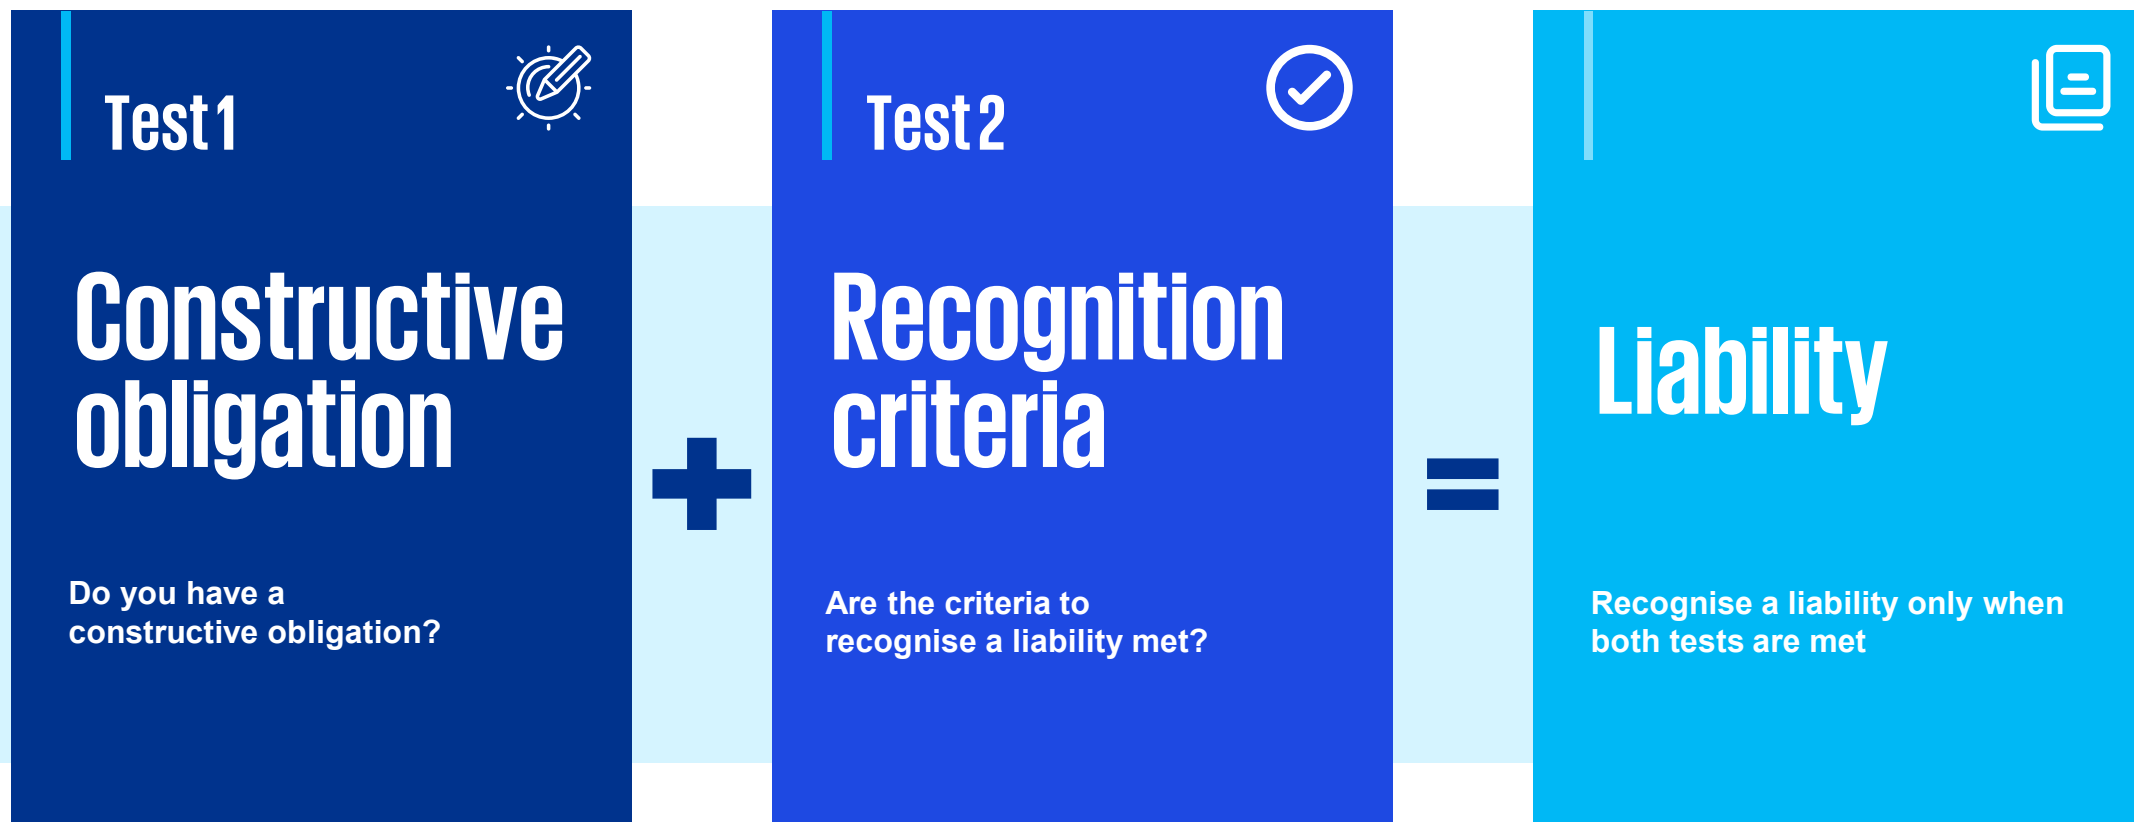 Test 1
Constructive
obligation
Do you have a
constructive obligation?
+
Test 2
Recognition
criteria
Are the criteria to
recognise a liability met?
=
Liability
Recognise a liability only when
both tests are met